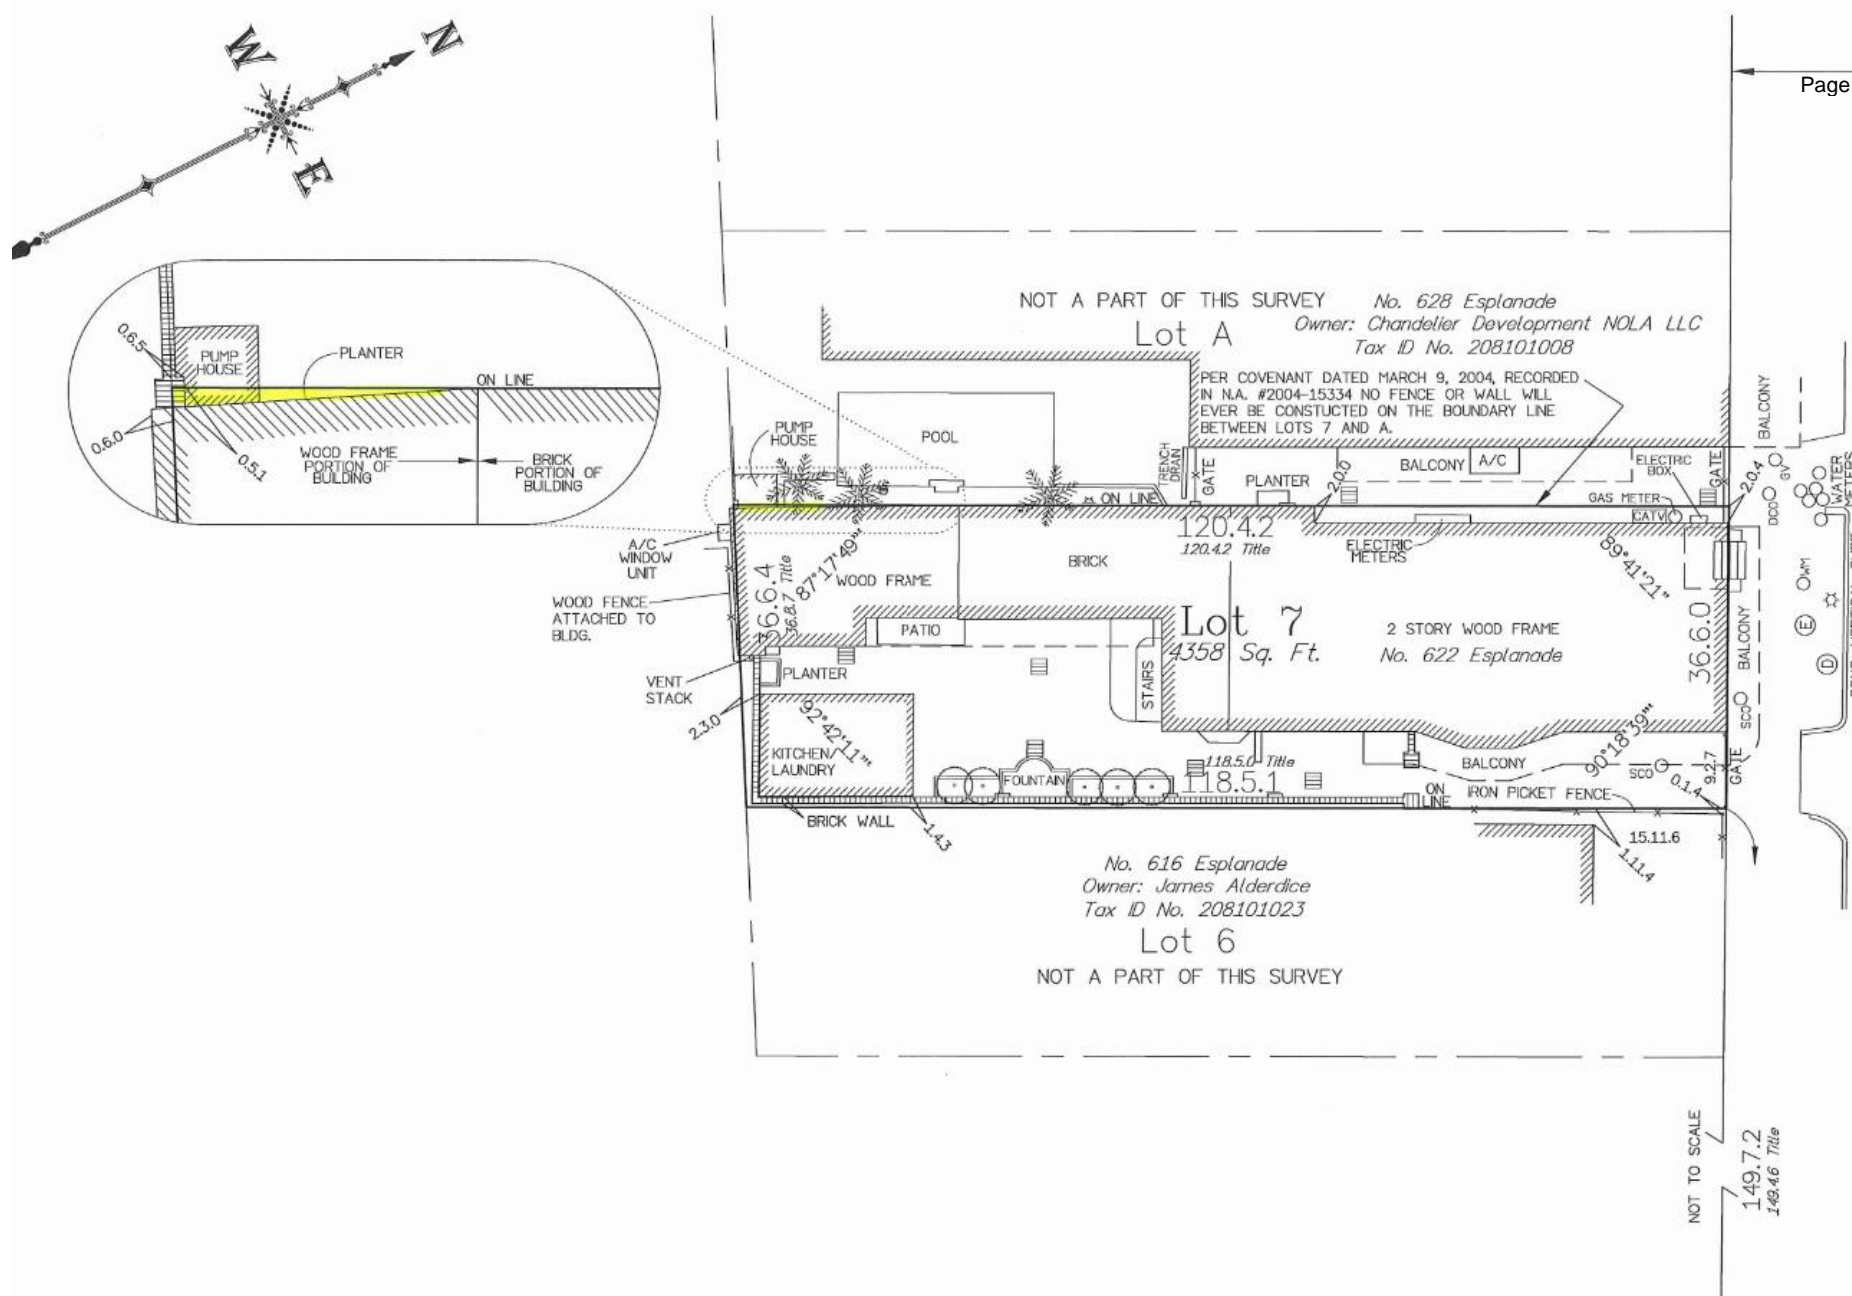 W
N
E
Page
NOT A PART OF THIS SURVEY
Lot A
No. 628 Esplanade
Owner: Chandelier Development NOLA LLC
Tax ID No. 208101008
PER COVENANT DATED MARCH 9, 2004, RECORDED
IN N.A. #2004-15334 NO FENCE OR WALL WILL
EVER BE CONSTUCTED ON THE BOUNDARY LINE
BETWEEN LOTS 7 AND A.
0.6.5
PUMP
HOUSE
PLANTER
ON LINE
0.6.0
0.5.1
WOOD FRAME
PORTION OF
BUILDING
BRICK
PORTION OF
BUILDING
PUMP
HOUSE
POOL
TRENCH
DRAIN
GATE
PLANTER
2.0.0
BALCONY
A/C
ELECTRIC
BOX
GATE
BALCONY
2.0.4
GV
DCO
WATER
METERS
ON LINE
GAS METER
CATV
120.4.2
120.4.2 Title
ELECTRIC
METERS
89°41'21"
A/C
WINDOW
UNIT
36.6.4
36.8.7 Title
87°17'49"
WOOD FRAME
BRICK
WOOD FENCE
ATTACHED TO
BLDG.
PATIO
Lot 7
4358 Sq. Ft.
2 STORY WOOD FRAME
No. 622 Esplanade
36.6.0
BALCONY
WM
E
D
VENT
STACK
PLANTER
STAIRS
2.3.0
92°42'11"
KITCHEN/
LAUNDRY
FOUNTAIN
118.5.0 Title
118.5.1
BALCONY
90°18'39"
SCO
SCO
9.2.7
GATE
0.1.4
ON
LINE
IRON PICKET FENCE
BRICK WALL
1.4.3
15.11.6
1.11.4
No. 616 Esplanade
Owner: James Alderdice
Tax ID No. 208101023
Lot 6
NOT A PART OF THIS SURVEY
NOT TO SCALE
149.7.2
149.4.6 Title